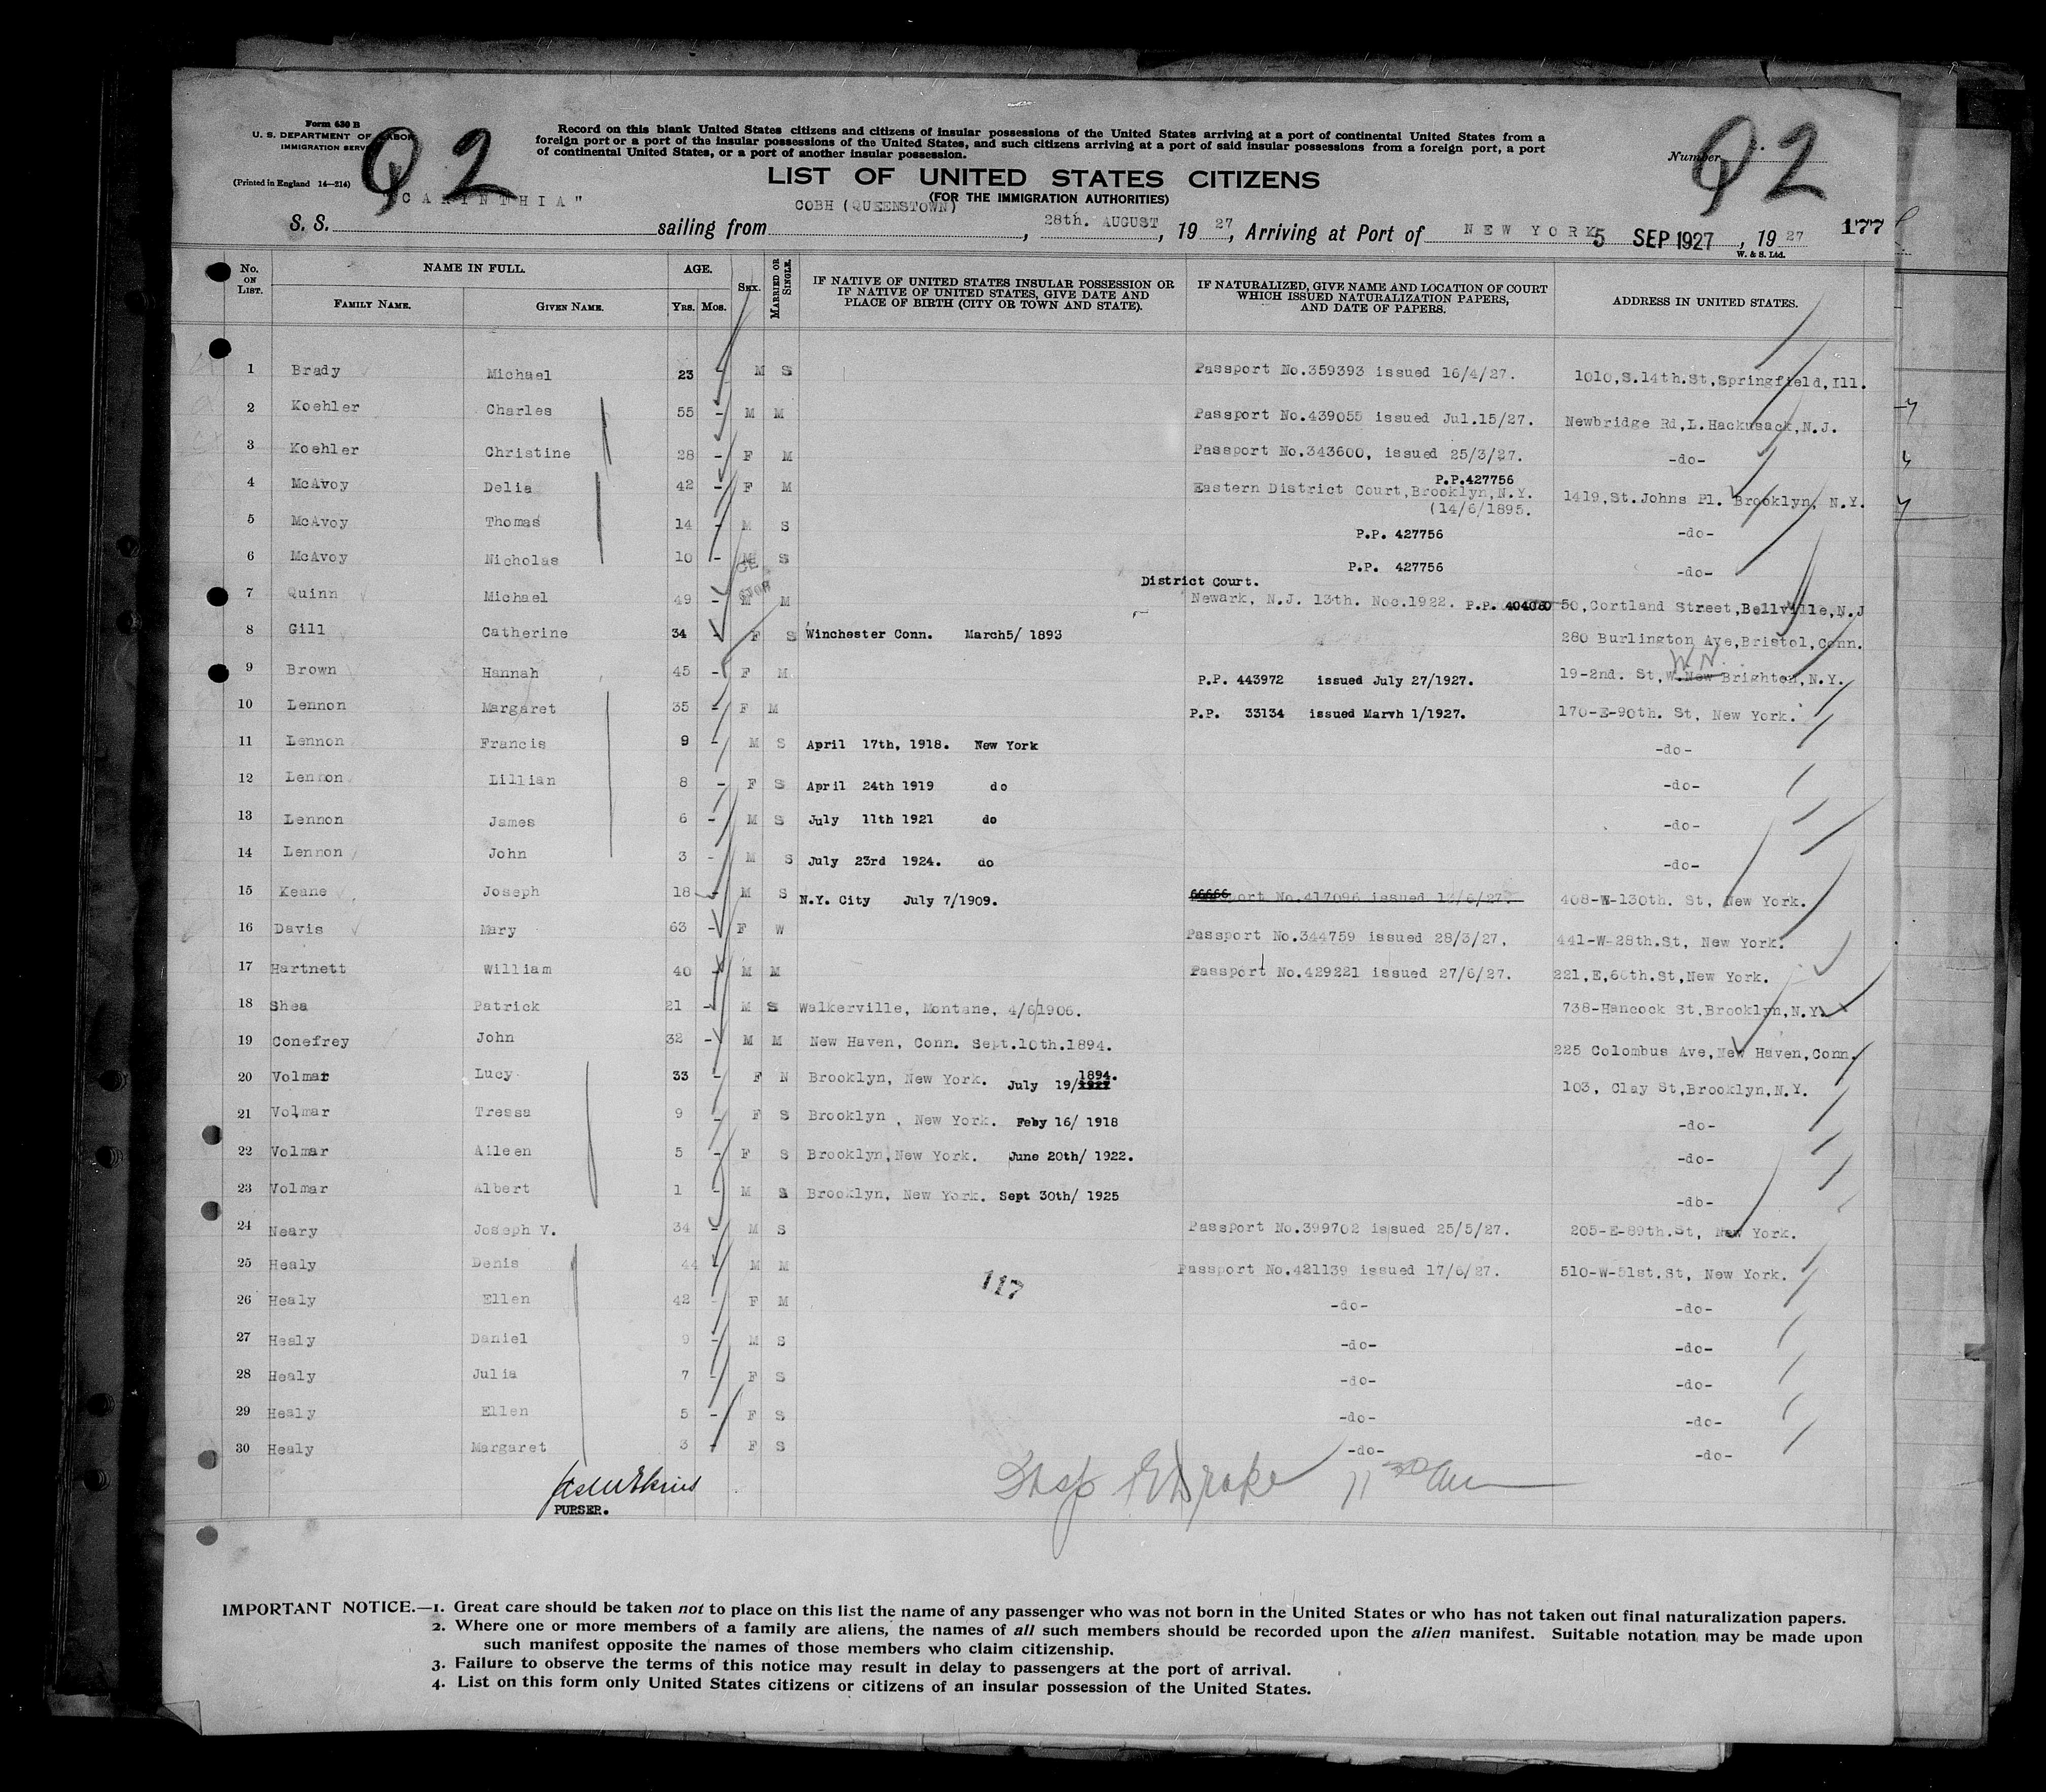 Form 630 B
U. S. DEPARTMENT OF LABOR
IMMIGRATION SERVICE
(Printed in England 14—214)
Q2
Record on this blank United States citizens and citizens of insular possessions of the United States arriving at a port of continental United States from a
foreign port or a port of the insular possessions of the United States, and such citizens arriving at a port of said insular possessions from a foreign port, a port
of continental United States, or a port of another insular possession.
Number
Q2
LIST OF UNITED STATES CITIZENS
(FOR THE IMMIGRATION AUTHORITIES)
S. S. "CARINTHIA" sailing from COBH (QUEENSTOWN), 28th. AUGUST, 19 27, Arriving at Port of NEW YORK 5 SEP 1927, 19 27
177
W. & S. Ltd.
No. ON LIST. NAME IN FULL. FAMILY NAME. GIVEN NAME. AGE. YRS. MOS. SEX. MARRIED OR SINGLE. IF NATIVE OF UNITED STATES INSULAR POSSESSION OR IF NATIVE OF UNITED STATES, GIVE DATE AND PLACE OF BIRTH (CITY OR TOWN AND STATE). IF NATURALIZED, GIVE NAME AND LOCATION OF COURT WHICH ISSUED NATURALIZATION PAPERS, AND DATE OF PAPERS. ADDRESS IN UNITED STATES.
1 Brady Michael 23 - M S Passport No.359393 issued 16/4/27. 1010,S.14th.St,Springfield,Ill.
2 Koehler Charles 55 - M M Passport No.439055 issued Jul.15/27. Newbridge Rd,L.Hackusack,N.J.
3 Koehler Christine 28 - F M Passport No.343600, issued 25/3/27. -do-
4 McAvoy Delia 42 - F M P.P.427756 Eastern District Court,Brooklyn,N.Y. (14/6/1895. 1419,St.Johns Pl. Brooklyn, N.Y.
5 McAvoy Thomas 14 - M S P.P. 427756 -do-
6 McAvoy Nicholas 10 - M S P.P. 427756 -do-
7 Quinn Michael 49 - M M District Court. Newark, N.J. 13th. Noc.1922. P.P. 404080 50,Cortland Street,Bellville,N.J
8 Gill Catherine 34 - F S Winchester Conn. March5/ 1893 280 Burlington Ave,Bristol,Conn.
9 Brown Hannah 45 - F M P.P. 443972 issued July 27/1927. 19-2nd. St,W.New Brighton,N.Y.
W.N.
10 Lennon Margaret 35 - F M P.P. 33134 issued Marvh 1/1927. 170-E-90th. St, New York.
11 Lennon Francis 9 - M S April 17th, 1918. New York -do-
12 Lennon Lillian 8 - F S April 24th 1919 do -do-
13 Lennon James 6 - M S July 11th 1921 do -do-
14 Lennon John 3 - M S July 23rd 1924. do -do-
15 Keane Joseph 18 - M S N.Y. City July 7/1909. port No.417096 issued 13/6/27. 408-W-130th. St, New York.
16 Davis Mary 63 - F W Passport No.344759 issued 28/3/27. 441-W-28th.St, New York.
17 Hartnett William 40 - M M Passport No.429221 issued 27/6/27. 221,E,66th.St,New York.
18 Shea Patrick 21 - M S Walkerville, Montane, 4/6/1906. 738-Hancock St,Brooklyn,N.Y.
19 Conefrey John 32 - M M New Haven, Conn. Sept.10th.1894. 225 Colombus Ave,New Haven,Conn.
20 Volmar Lucy 33 - F N Brooklyn, New York. July 19/1927 1894. 103, Clay St,Brooklyn,N.Y.
21 Volmar Tressa 9 - F S Brooklyn , New York. Feby 16/ 1918 -do-
22 Volmar Aileen 5 - F S Brooklyn,New York. June 20th/ 1922. -do-
23 Volmar Albert 1 - M S Brooklyn, New York. Sept 30th/ 1925 -db-
24 Neary Joseph V. 34 - M S Passport No.399702 issued 25/5/27. 205-E-89th.St, New York.
25 Healy Denis 44 - M M Passport No.421139 issued 17/6/27. 510-W-51st.St, New York.
117
26 Healy Ellen 42 - F M -do- -do-
27 Healy Daniel 9 - M S -do- -do-
28 Healy Julia 7 - F S -do- -do-
29 Healy Ellen 5 - F S -do- -do-
30 Healy Margaret 3 - F S -do- -do-
Insp Drake 11 30 am
PURSER.
IMPORTANT NOTICE.—1. Great care should be taken not to place on this list the name of any passenger who was not born in the United States or who has not taken out final naturalization papers.
2. Where one or more members of a family are aliens, the names of all such members should be recorded upon the alien manifest. Suitable notation may be made upon
such manifest opposite the names of those members who claim citizenship.
3. Failure to observe the terms of this notice may result in delay to passengers at the port of arrival.
4. List on this form only United States citizens or citizens of an insular possession of the United States.